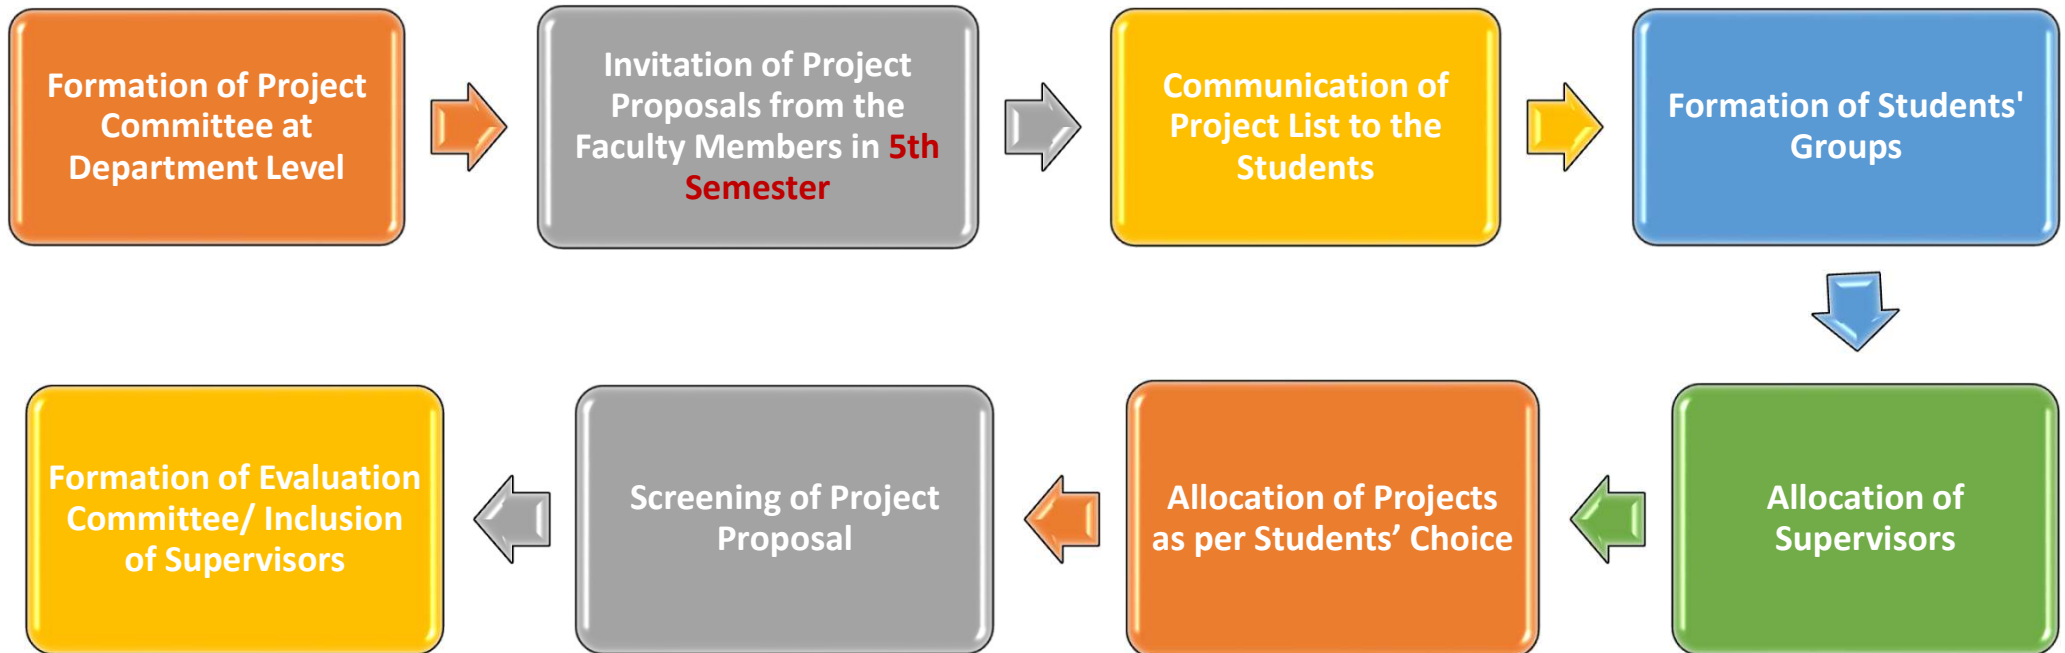 Formation of Project
Committee at
Department Level
Invitation of Project
Proposals from the
Faculty Members in 5th
Semester
Communication of
Project List to the
Students
Formation of Students'
Groups
Allocation of
Supervisors
Allocation of Projects
as per Students’ Choice
Screening of Project
Proposal
Formation of Evaluation
Committee/ Inclusion
of Supervisors